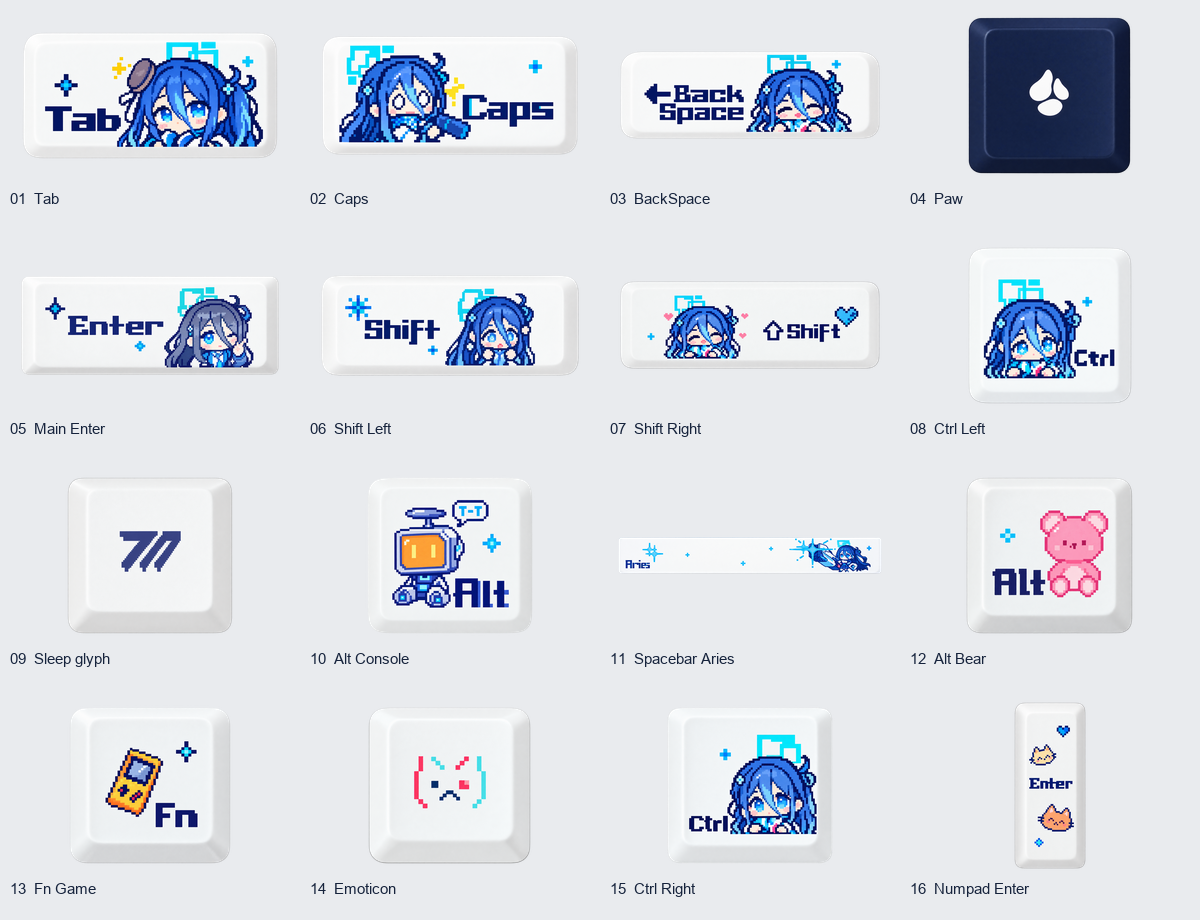 Tab
Caps
Back
Space
01 Tab
02 Caps
03 BackSpace
04 Paw
Enter
Shift
Shift
Ctrl
05 Main Enter
06 Shift Left
07 Shift Right
08 Ctrl Left
T-T
Alt
Aries
Alt
09 Sleep glyph
10 Alt Console
11 Spacebar Aries
12 Alt Bear
Fn
Ctrl
Enter
13 Fn Game
14 Emoticon
15 Ctrl Right
16 Numpad Enter